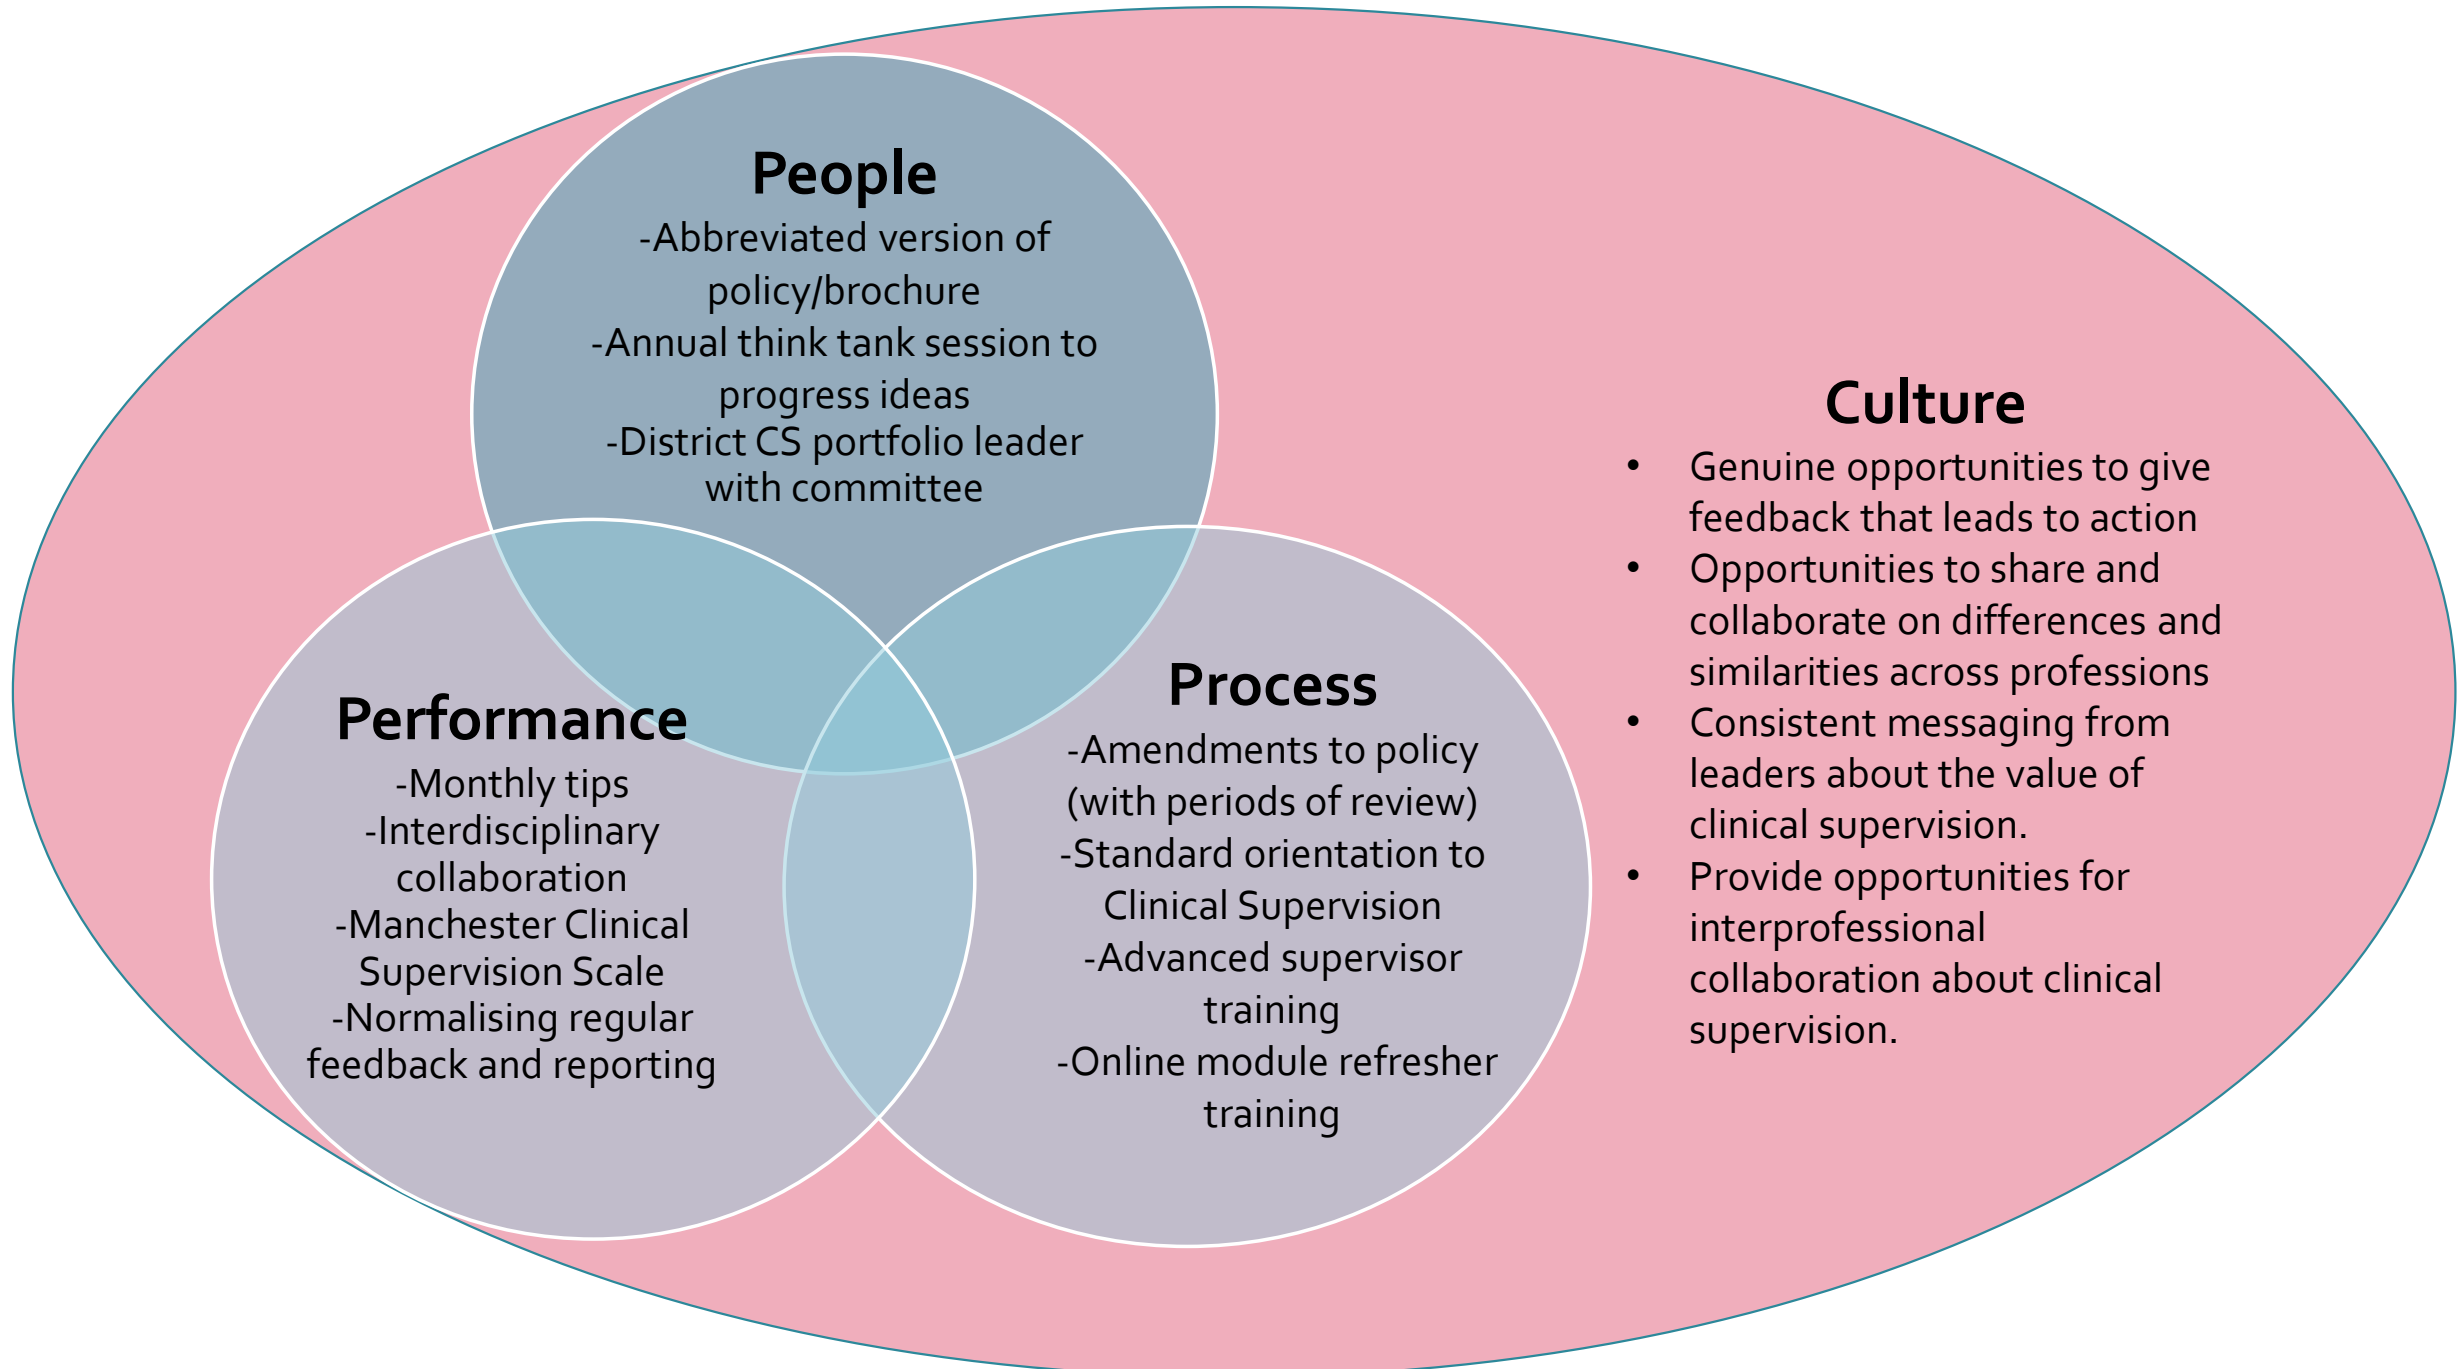 People
-Abbreviated version of
policy/brochure
-Annual think tank session to
progress ideas
-District CS portfolio leader
with committee
Performance
-Monthly tips
-Interdisciplinary
collaboration
-Manchester Clinical
Supervision Scale
-Normalising regular
feedback and reporting
Process
-Amendments to policy
(with periods of review)
-Standard orientation to
Clinical Supervision
-Advanced supervisor
training
-Online module refresher
training
Culture
• Genuine opportunities to give
feedback that leads to action
• Opportunities to share and
collaborate on differences and
similarities across professions
• Consistent messaging from
leaders about the value of
clinical supervision.
• Provide opportunities for
interprofessional
collaboration about clinical
supervision.